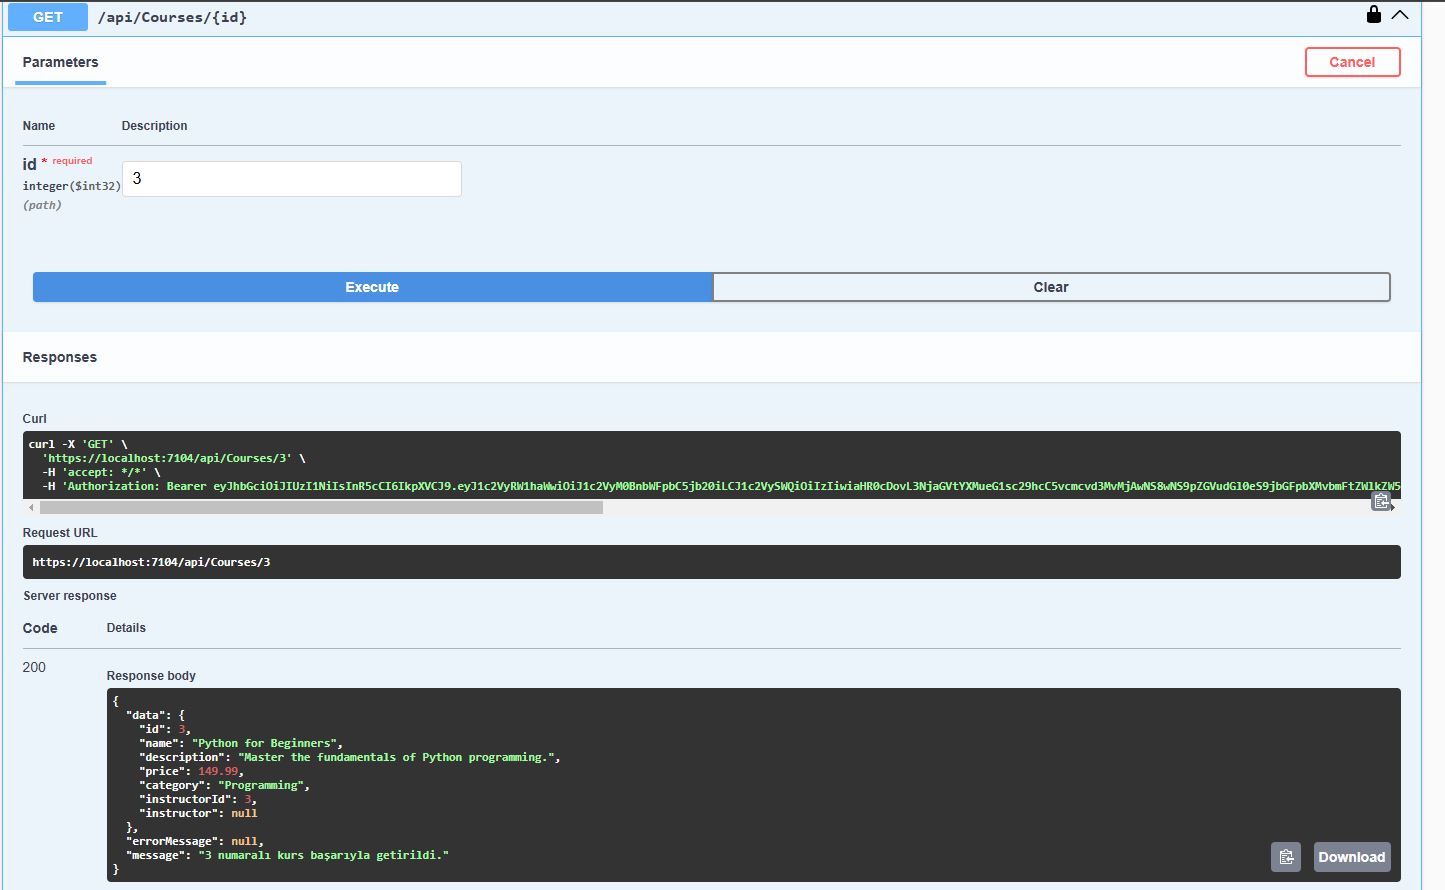 GET /api/Courses/{id}
Parameters
Cancel
Name Description
id * required
integer($int32)
(path)
3
Execute Clear
Responses
Curl
curl -X 'GET' \
'https://localhost:7104/api/Courses/3' \
-H 'accept: */*' \
-H 'Authorization: Bearer
Request URL
https://localhost:7104/api/Courses/3
Server response
Code Details
200
Response body
{
"data": {
"id": 3,
"name": "Python for Beginners",
"description": "Master the fundamentals of Python programming.",
"price": 149.99,
"category": "Programming",
"instructorId": 3,
"instructor": null
},
"errorMessage": null,
"message": "3 numaralı kurs başarıyla getirildi."
}
Download